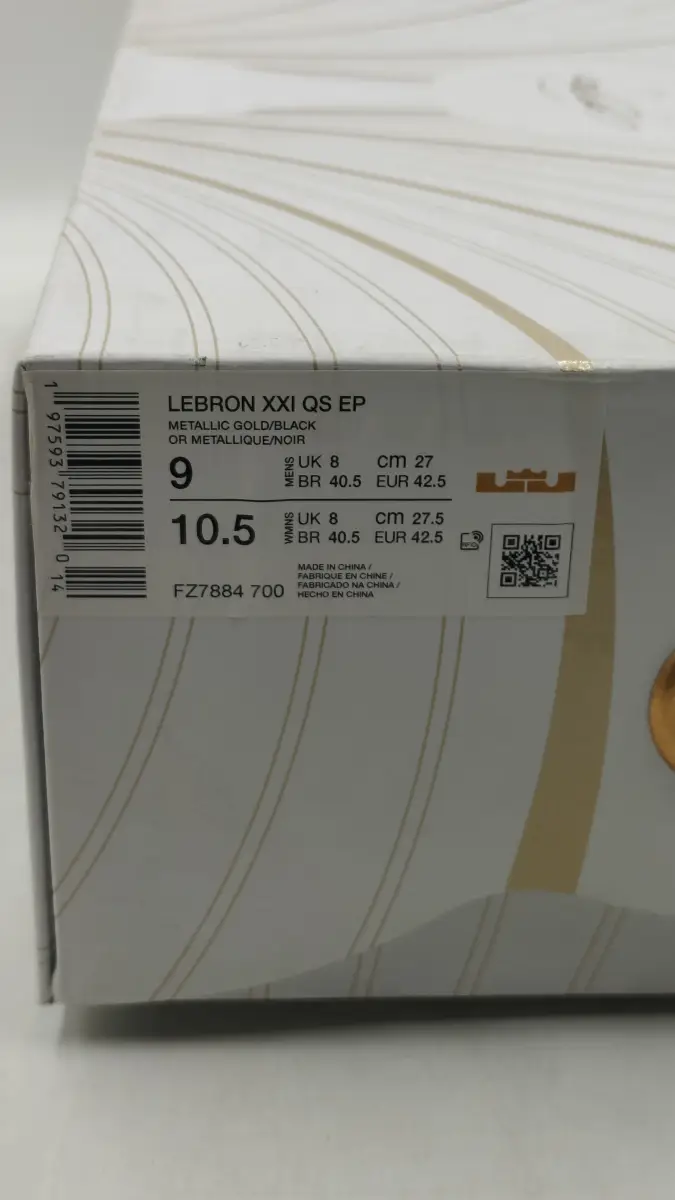 LEBRON XXI QS EP
METALLIC GOLD/BLACK
OR METALLIQUE/NOIR
9
MENS
UK 8 cm 27
BR 40.5 EUR 42.5
10.5
WMNS
UK 8 cm 27.5
BR 40.5 EUR 42.5
FZ7884 700
MADE IN CHINA /
FABRIQUE EN CHINE /
FABRICADO NA CHINA /
HECHO EN CHINA
1 97593 79132 0 14